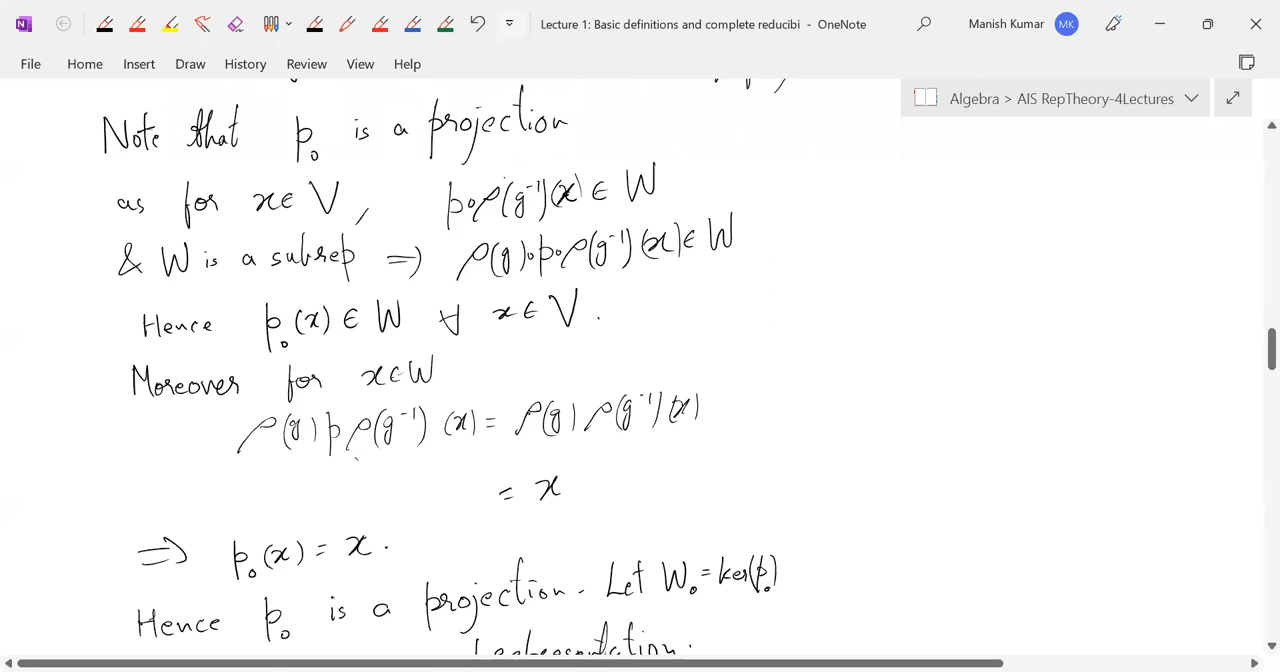 Lecture 1: Basic definitions and complete reducibi - OneNote
Manish Kumar MK
File Home Insert Draw History Review View Help
Algebra > AIS RepTheory-4Lectures
Note that p₀ is a projection
as for x ∈ V, p∘ρ(g⁻¹)(x) ∈ W
& W is a subrep ⇒ ρ(g)∘p∘ρ(g⁻¹)(x) ∈ W
Hence p₀(x) ∈ W ∀ x ∈ V.
Moreover for x ∈ W
ρ(g) p ρ(g⁻¹) (x) = ρ(g) ρ(g⁻¹)(x)
= x
⇒ p₀(x) = x.
Hence p₀ is a projection. Let W₀ = ker(p₀)